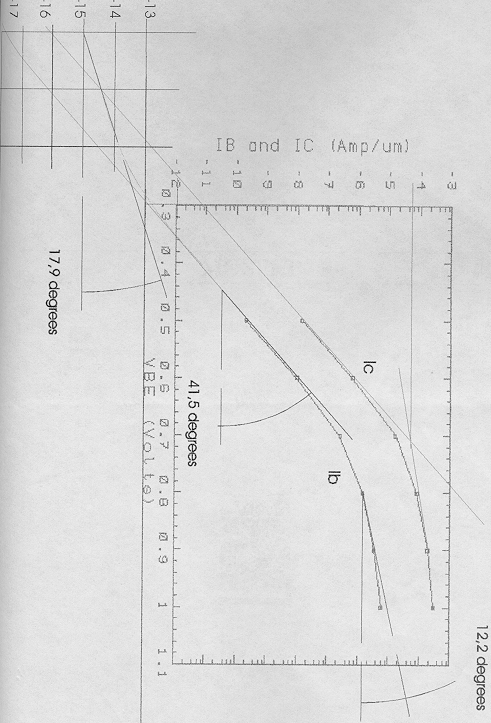 IB and IC (Amp/um)
-3
-4
-5
-6
-7
-8
-9
-10
-11
-12
-13
-14
-15
-16
-17
0.3 0.4 0.5 0.6 0.7 0.8 0.9 1 1.1
VBE (Volts)
Ic
Ib
12,2 degrees
41,5 degrees
17,9 degrees